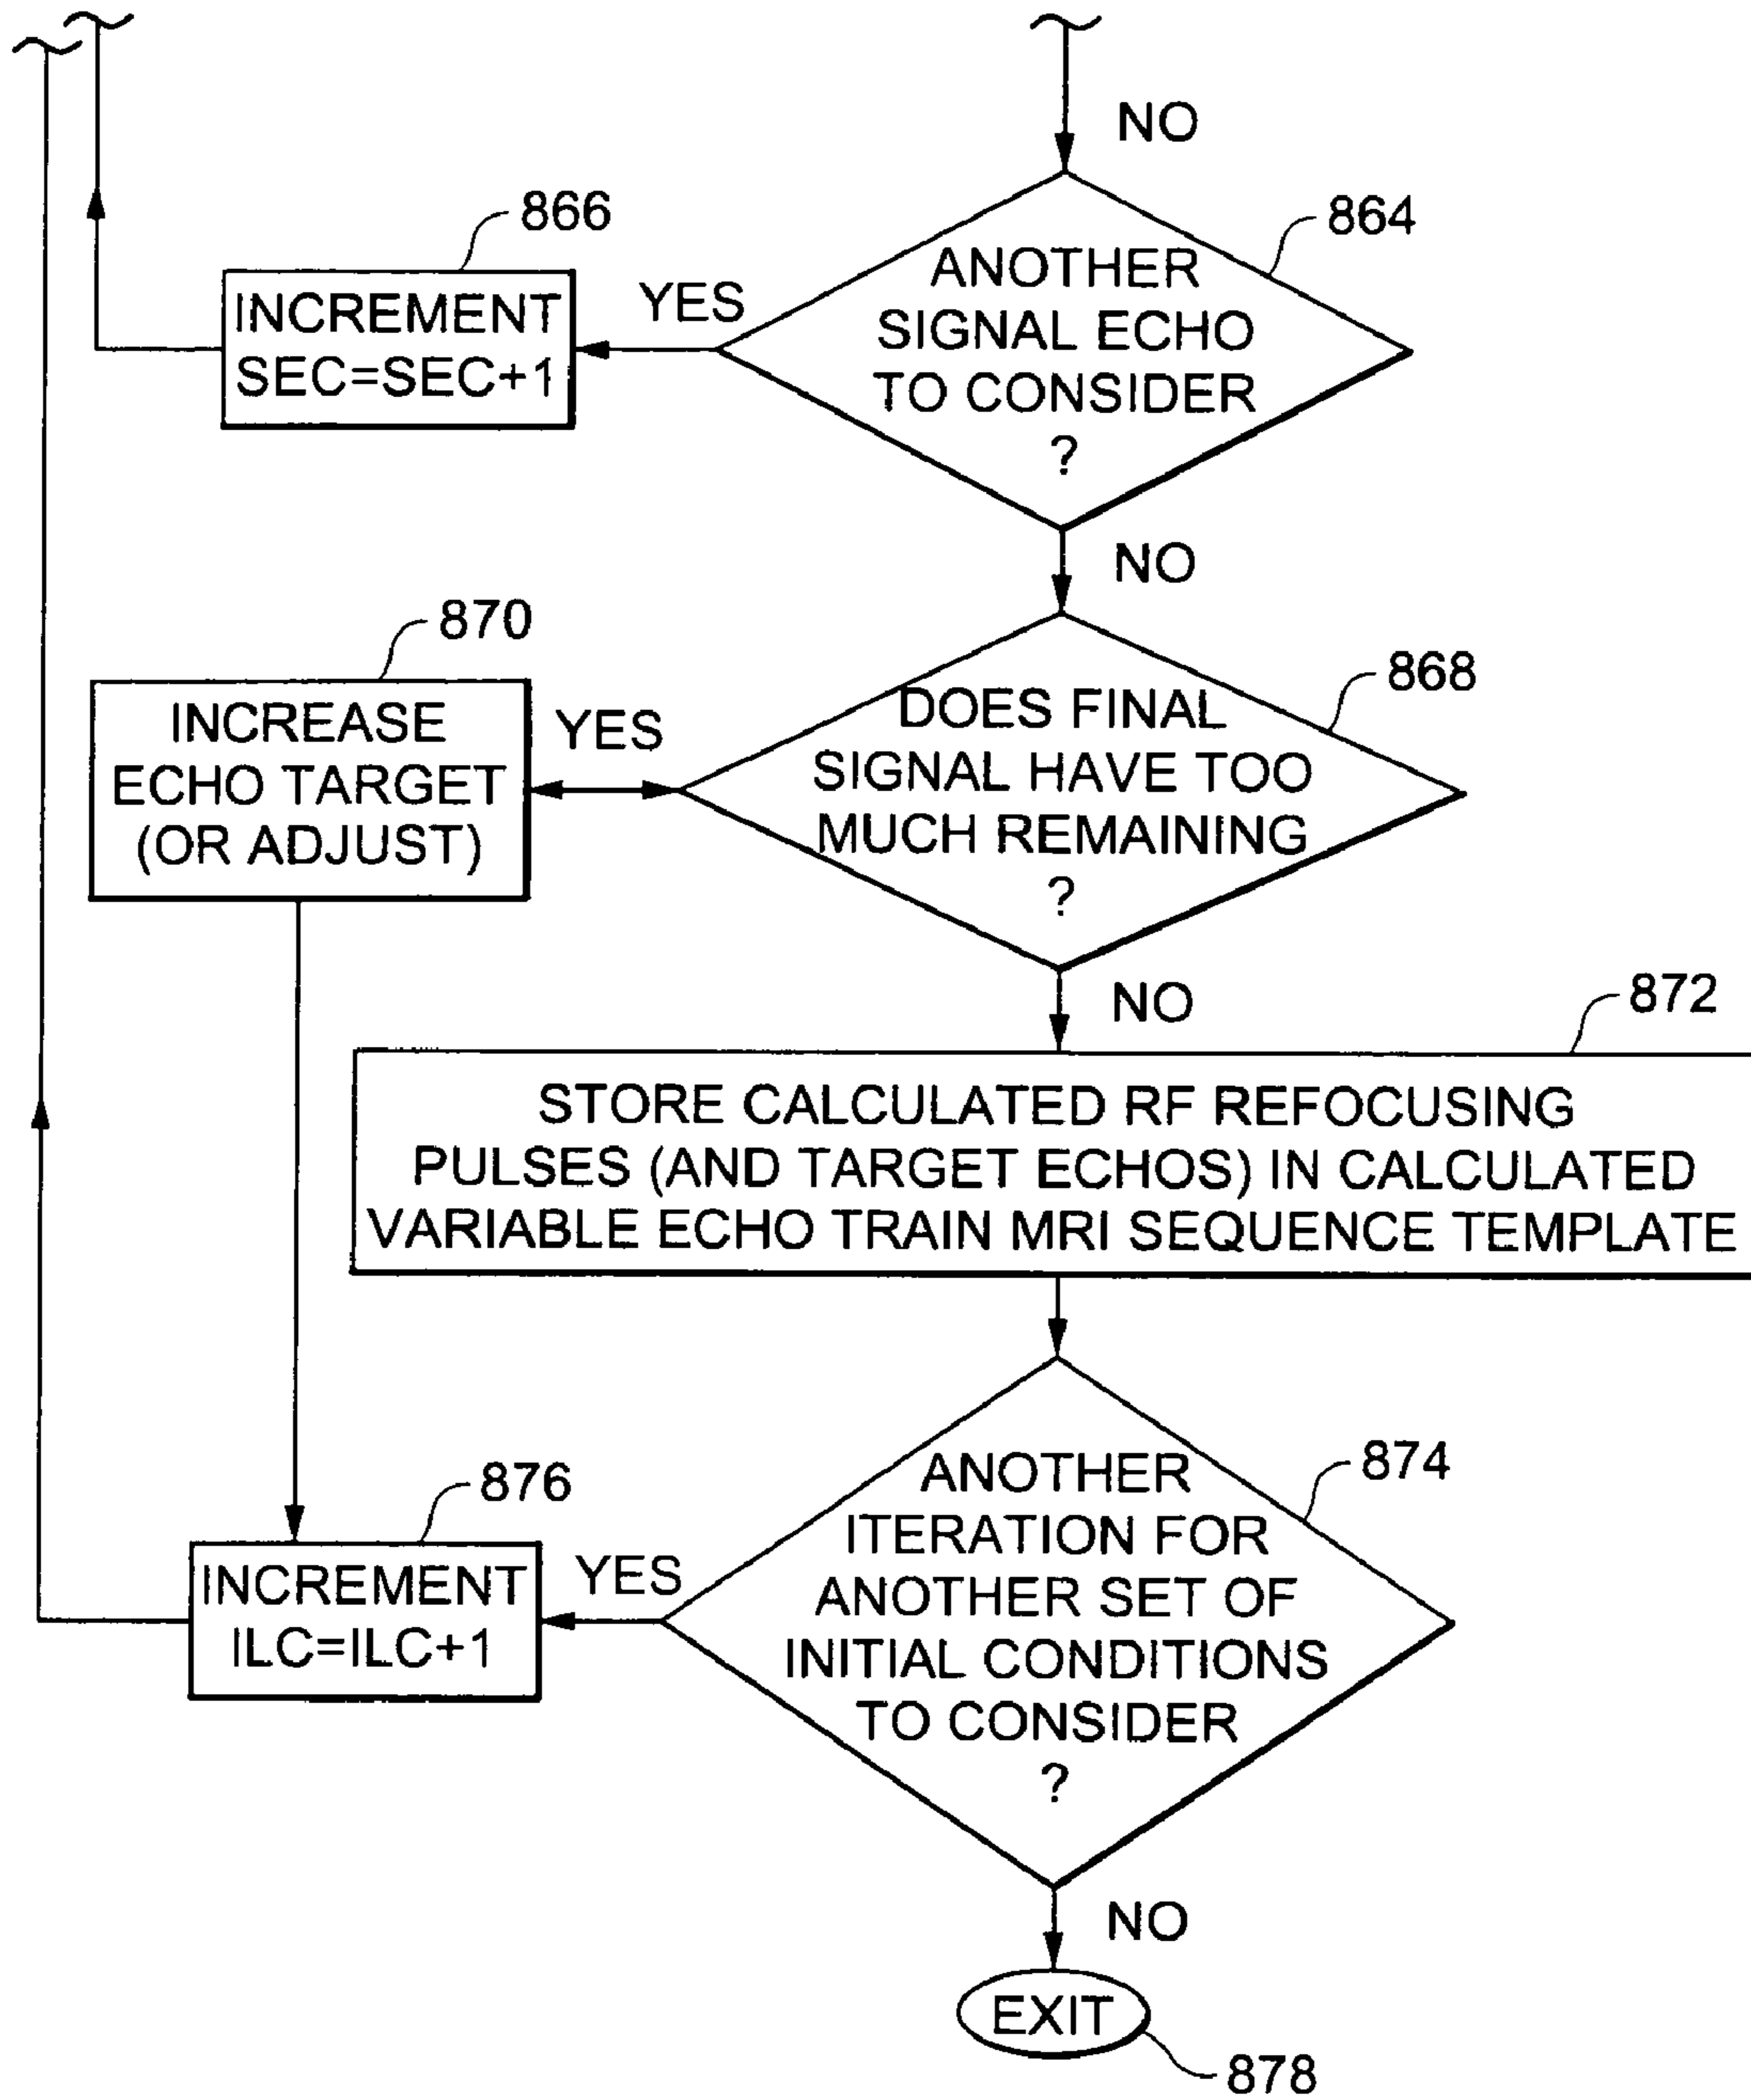 NO
864
ANOTHER
SIGNAL ECHO
TO CONSIDER
?
YES
866
INCREMENT
SEC=SEC+1
NO
868
DOES FINAL
SIGNAL HAVE TOO
MUCH REMAINING
?
YES
870
INCREASE
ECHO TARGET
(OR ADJUST)
NO
872
STORE CALCULATED RF REFOCUSING
PULSES (AND TARGET ECHOS) IN CALCULATED
VARIABLE ECHO TRAIN MRI SEQUENCE TEMPLATE
874
ANOTHER
ITERATION FOR
ANOTHER SET OF
INITIAL CONDITIONS
TO CONSIDER
?
YES
876
INCREMENT
ILC=ILC+1
NO
EXIT
878